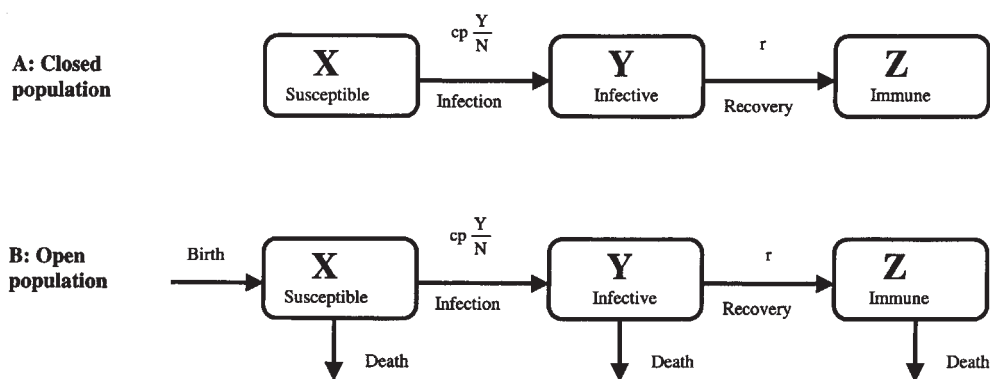 A: Closed
population
X
Susceptible
cp Y/N
Infection
Y
Infective
r
Recovery
Z
Immune
B: Open
population
Birth
X
Susceptible
cp Y/N
Infection
Y
Infective
r
Recovery
Z
Immune
Death
Death
Death